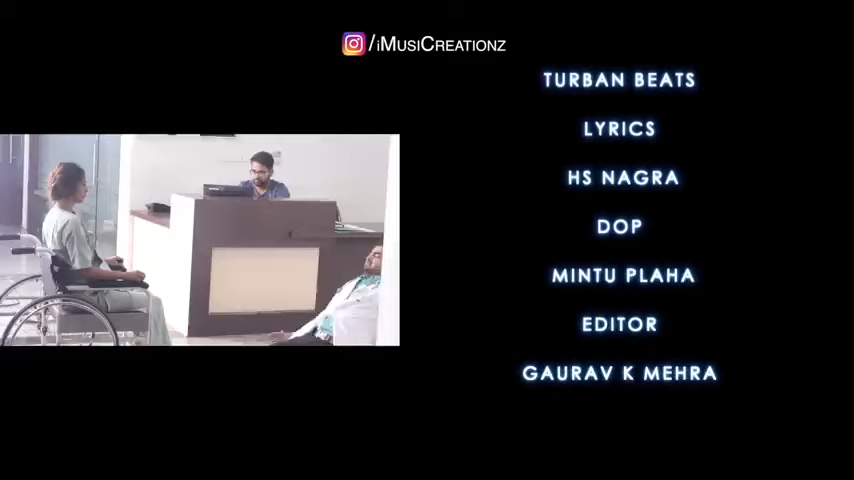 /iMusiCreationz
TURBAN BEATS
LYRICS
HS NAGRA
DOP
MINTU PLAHA
EDITOR
GAURAV K MEHRA